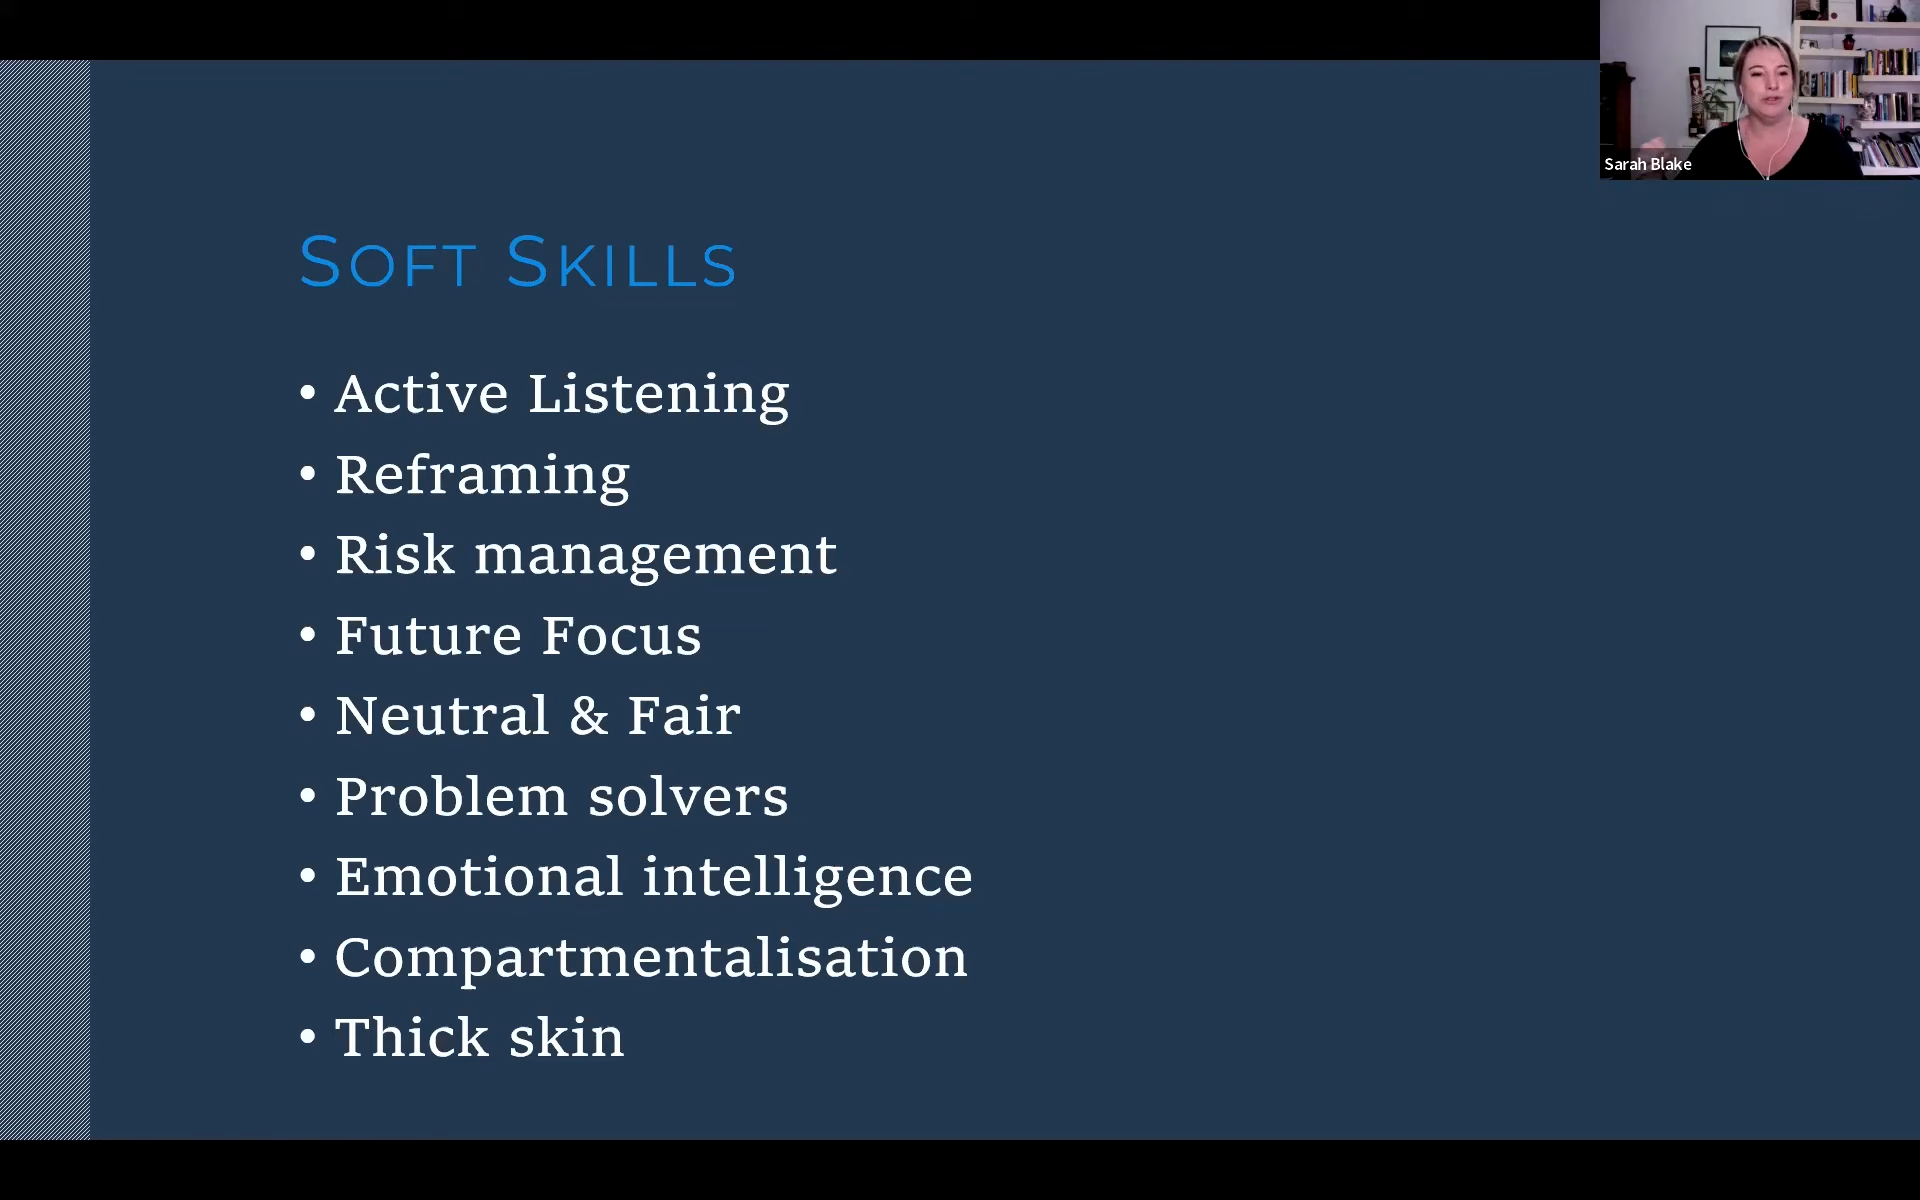 Sarah Blake
Soft Skills
• Active Listening
• Reframing
• Risk management
• Future Focus
• Neutral & Fair
• Problem solvers
• Emotional intelligence
• Compartmentalisation
• Thick skin